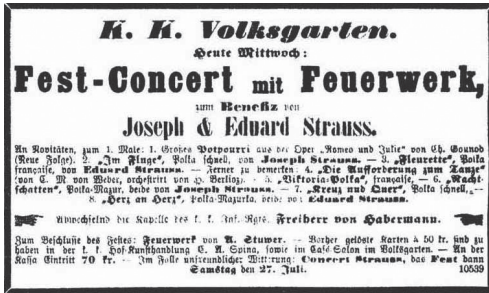 K. K. Volksgarten.
Heute Mittwoch:
Fest-Concert mit Feuerwerk,
zum Benefiz von
Joseph & Eduard Strauss.
An Novitäten, zum 1. Male: 1. Großes Potpourri aus der Oper „Romeo und Julie" von Ch. Gounod
(Neue Folge). 2. „Im Fluge", Polka schnell, von Joseph Strauss. — 3. „Fleurette", Polka
française, von Eduard Strauss. — Ferner zu bemerken: 4. „Die Aufforderung zum Tanze"
von C. M. von Weber, orchestrirt von H. Berlioz. — 5. „Viktoria-Polka", française, — 6. „Nacht-
schatten", Polka-Mazur, beide von Joseph Strauss. — 7. „Kreuz und Quer", Polka schnell, —
8. „Herz an Herz", Polka-Mazurka, beide von Eduard Strauss.
Abwechselnd die Kapelle des k. k. Inf.-Rgts. Freiherr von Habermann.
Zum Beschlusse des Festes: Feuerwerk von A. Stuwer. — Vorher gelöste Karten à 50 kr. sind zu
haben in der k. k. Hof-Kunsthandlung C. A. Spina, sowie im Café-Salon im Volksgarten. — An der
Kassa Eintritt 70 kr. — Im Falle unfreundlicher Witterung: Concert Strauss, das Fest dann
Samstag den 27. Juli. 10539